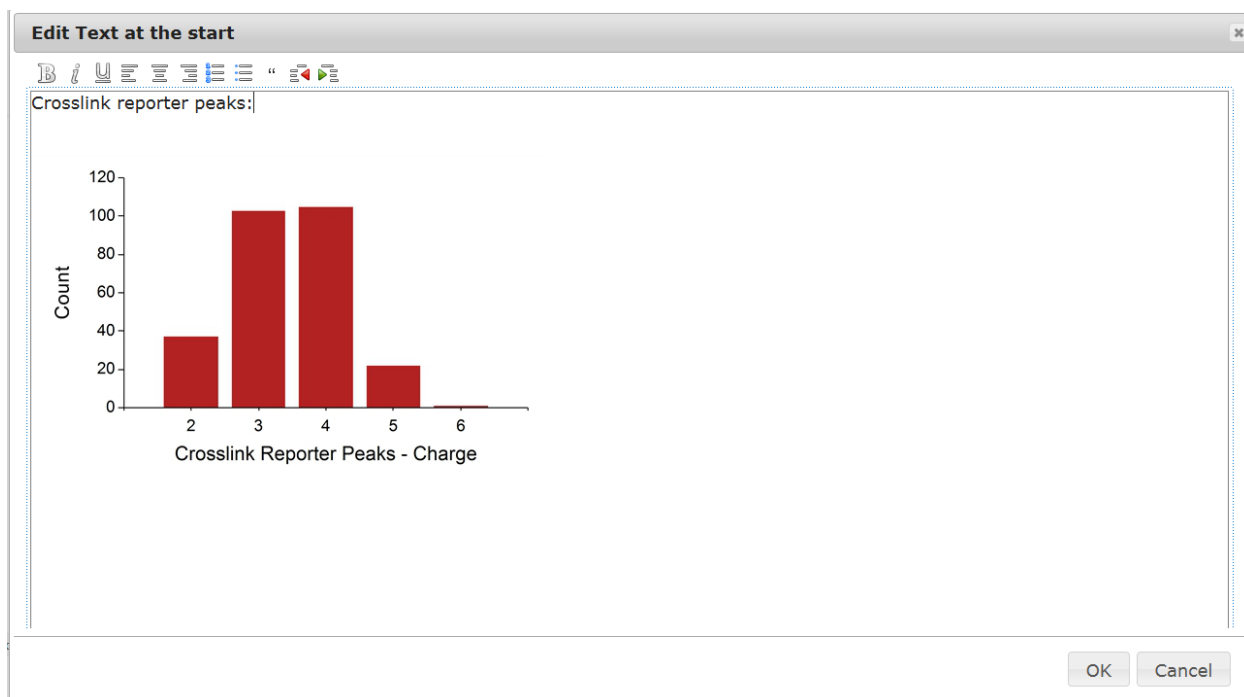 Edit Text at the start
B i U “
Crosslink reporter peaks:
120
100
80
60
40
20
0
Count
2 3 4 5 6
Crosslink Reporter Peaks - Charge
OK Cancel